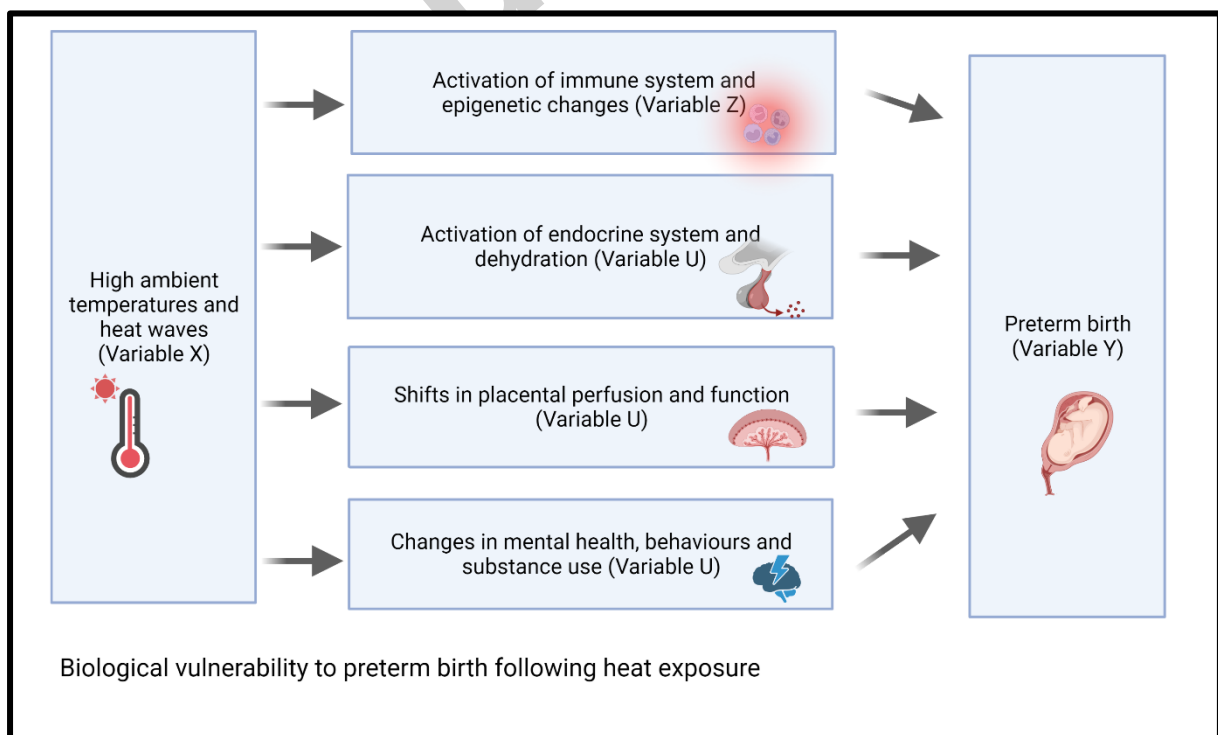 Activation of immune system and
epigenetic changes (Variable Z)
Activation of endocrine system and
dehydration (Variable U)
High ambient
temperatures and
heat waves
(Variable X)
Preterm birth
(Variable Y)
Shifts in placental perfusion and function
(Variable U)
Changes in mental health, behaviours and
substance use (Variable U)
Biological vulnerability to preterm birth following heat exposure